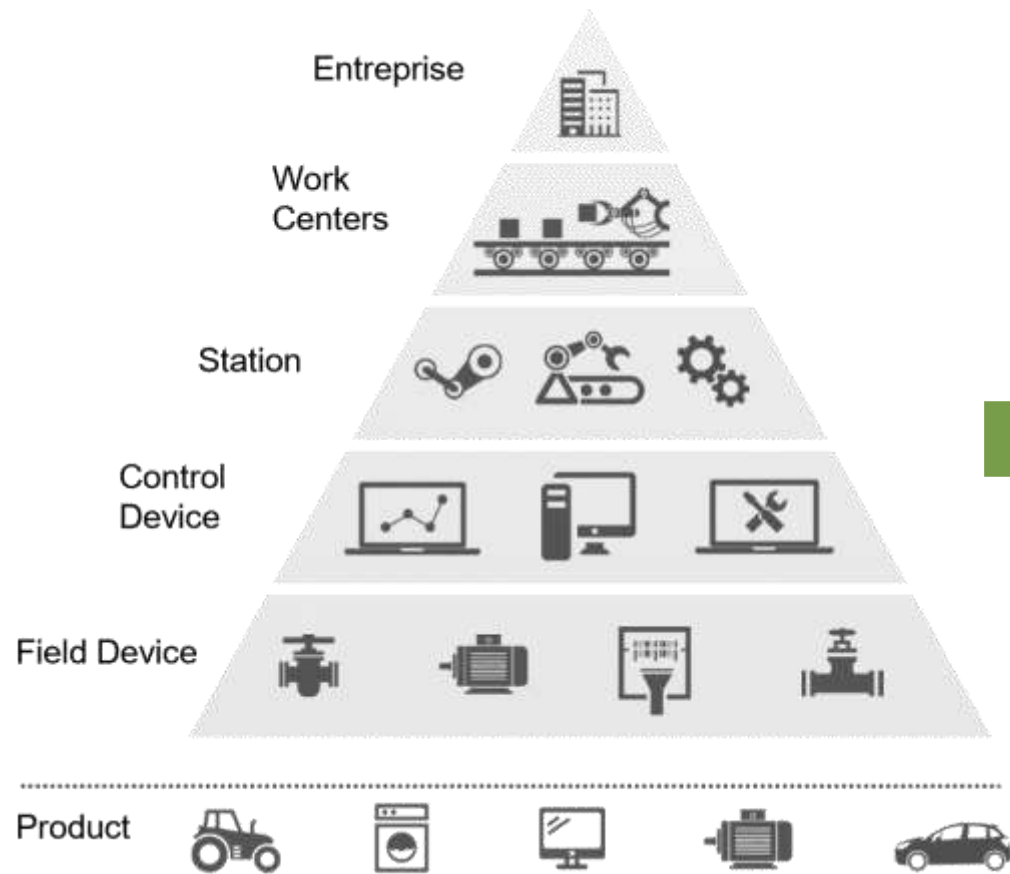 Entreprise
Work
Centers
Station
Control
Device
Field Device
Product